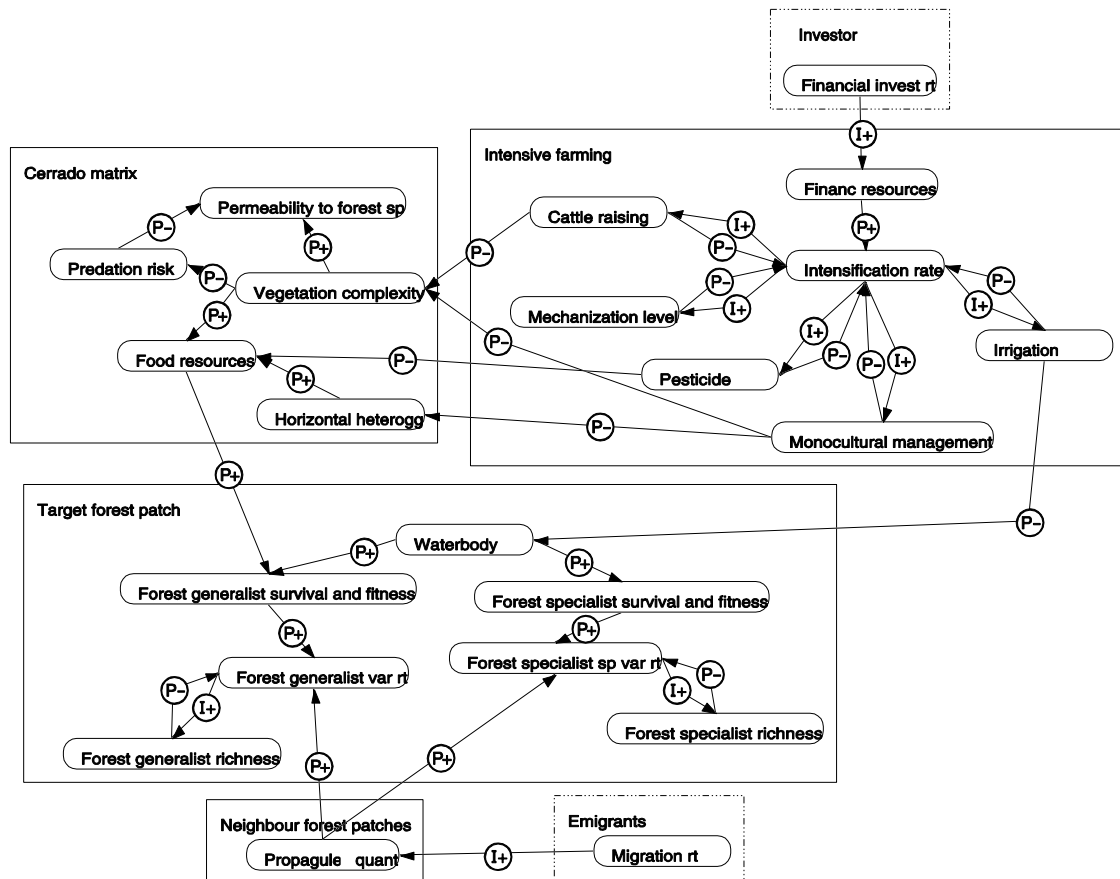 Investor
Financial invest rt
I+
Intensive farming
Cerrado matrix
Financ resources
Permeability to forest sp
Cattle raising
P-
I+
P+
P+
P-
P-
Predation risk
P-
Intensification rate
P-
P-
Vegetation complexity
I+
P+
Mechanization level
I+
I+
P-
Food resources
P-
P-
P-
I+
Irrigation
P+
Pesticide
Horizontal heterogg
P-
Monocultural management
P+
Target forest patch
P-
Waterbody
P+
P+
Forest generalist survival and fitness
Forest specialist survival and fitness
P+
P+
Forest specialist sp var rt
Forest generalist var rt
P-
P-
I+
I+
Forest specialist richness
Forest generalist richness
P+
P+
Neighbour forest patches
Emigrants
Propagule quant
I+
Migration rt